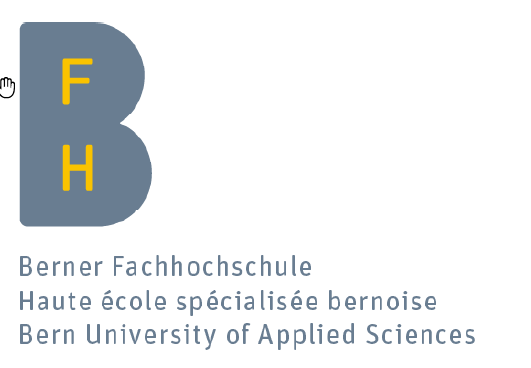 B
F
H
Berner Fachhochschule
Haute école spécialisée bernoise
Bern University of Applied Sciences